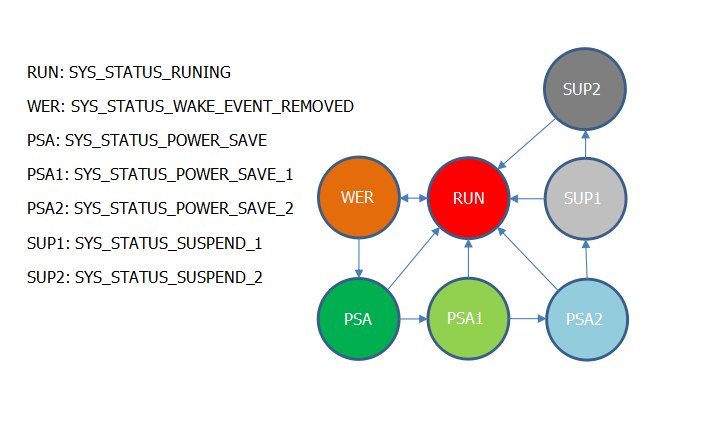 RUN: SYS_STATUS_RUNING
WER: SYS_STATUS_WAKE_EVENT_REMOVED
PSA: SYS_STATUS_POWER_SAVE
PSA1: SYS_STATUS_POWER_SAVE_1
PSA2: SYS_STATUS_POWER_SAVE_2
SUP1: SYS_STATUS_SUSPEND_1
SUP2: SYS_STATUS_SUSPEND_2
SUP2
WER
RUN
SUP1
PSA
PSA1
PSA2